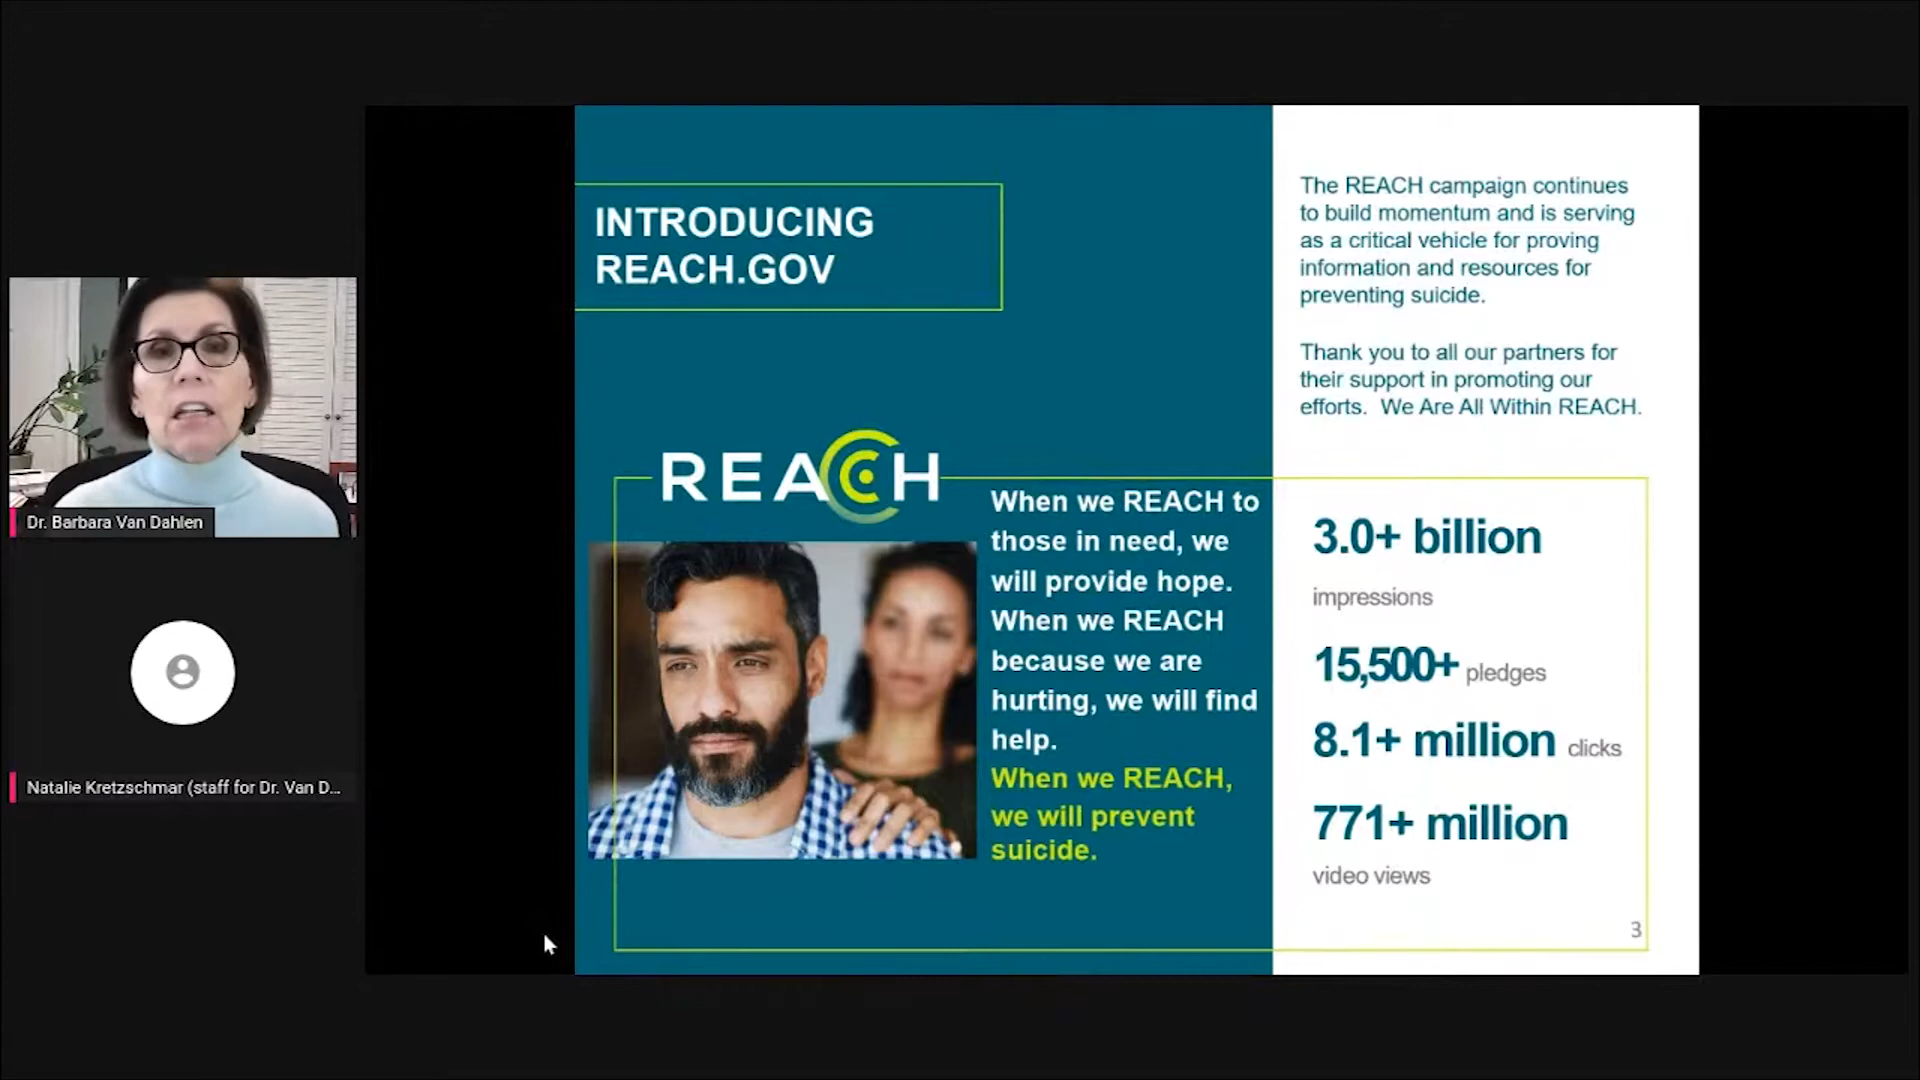 INTRODUCING
REACH.GOV
The REACH campaign continues
to build momentum and is serving
as a critical vehicle for proving
information and resources for
preventing suicide.
Thank you to all our partners for
their support in promoting our
efforts. We Are All Within REACH.
REACH
When we REACH to
those in need, we
will provide hope.
When we REACH
because we are
hurting, we will find
help.
When we REACH,
we will prevent
suicide.
3.0+ billion
impressions
15,500+ pledges
8.1+ million clicks
771+ million
video views
3
Dr. Barbara Van Dahlen
Natalie Kretzschmar (staff for Dr. Van D...